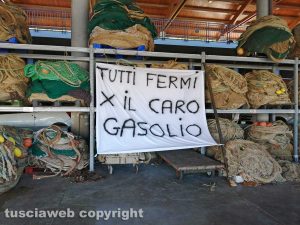 TUTTI FERMI
X IL CARO
GASOLIO
tusciaweb copyright